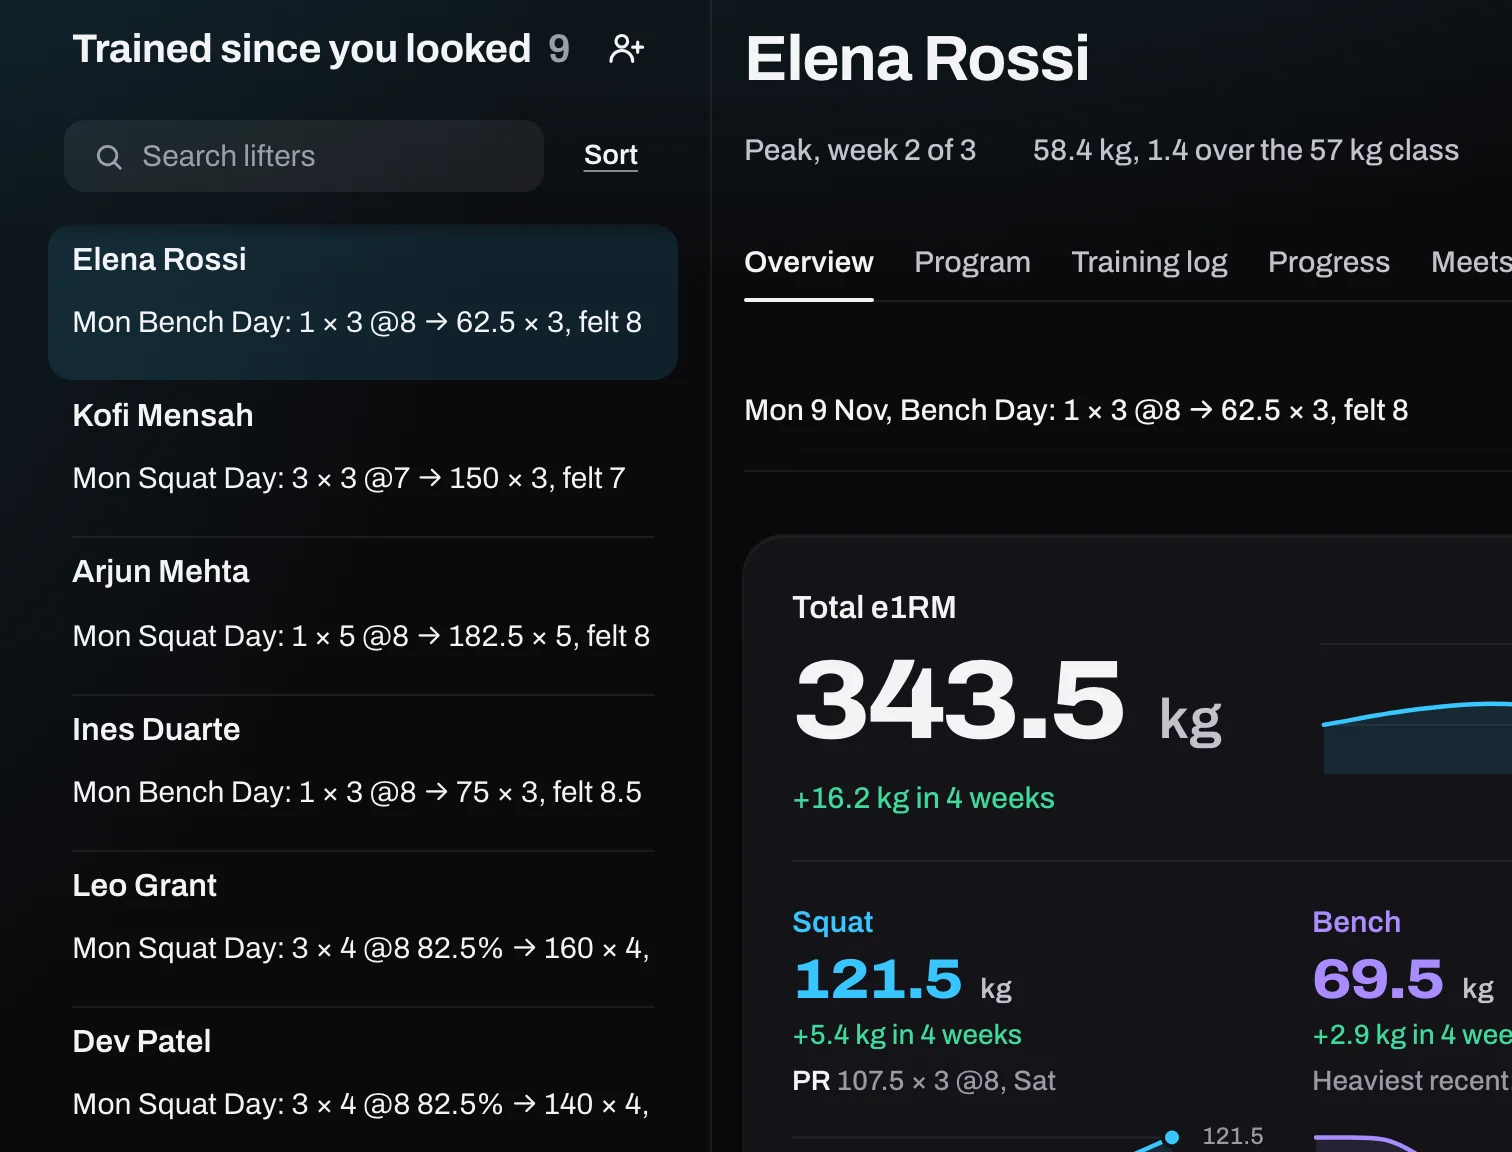 Trained since you looked 9
Search lifters
Sort
Elena Rossi
Mon Bench Day: 1 × 3 @8 → 62.5 × 3, felt 8
Kofi Mensah
Mon Squat Day: 3 × 3 @7 → 150 × 3, felt 7
Arjun Mehta
Mon Squat Day: 1 × 5 @8 → 182.5 × 5, felt 8
Ines Duarte
Mon Bench Day: 1 × 3 @8 → 75 × 3, felt 8.5
Leo Grant
Mon Squat Day: 3 × 4 @8 82.5% → 160 × 4,
Dev Patel
Mon Squat Day: 3 × 4 @8 82.5% → 140 × 4,
Elena Rossi
Peak, week 2 of 3 58.4 kg, 1.4 over the 57 kg class
Overview Program Training log Progress Meets
Mon 9 Nov, Bench Day: 1 × 3 @8 → 62.5 × 3, felt 8
Total e1RM
343.5 kg
+16.2 kg in 4 weeks
Squat
121.5 kg
+5.4 kg in 4 weeks
PR 107.5 × 3 @8, Sat
121.5
Bench
69.5 kg
+2.9 kg in 4 wee
Heaviest recent